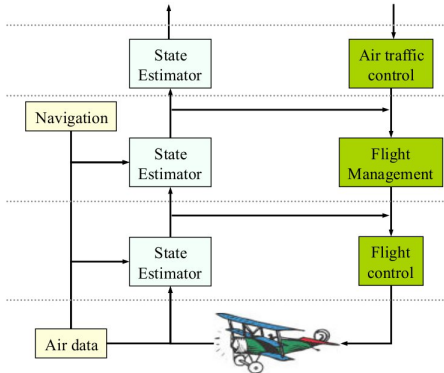 State
Estimator
Air traffic
control
Navigation
State
Estimator
Flight
Management
State
Estimator
Flight
control
Air data